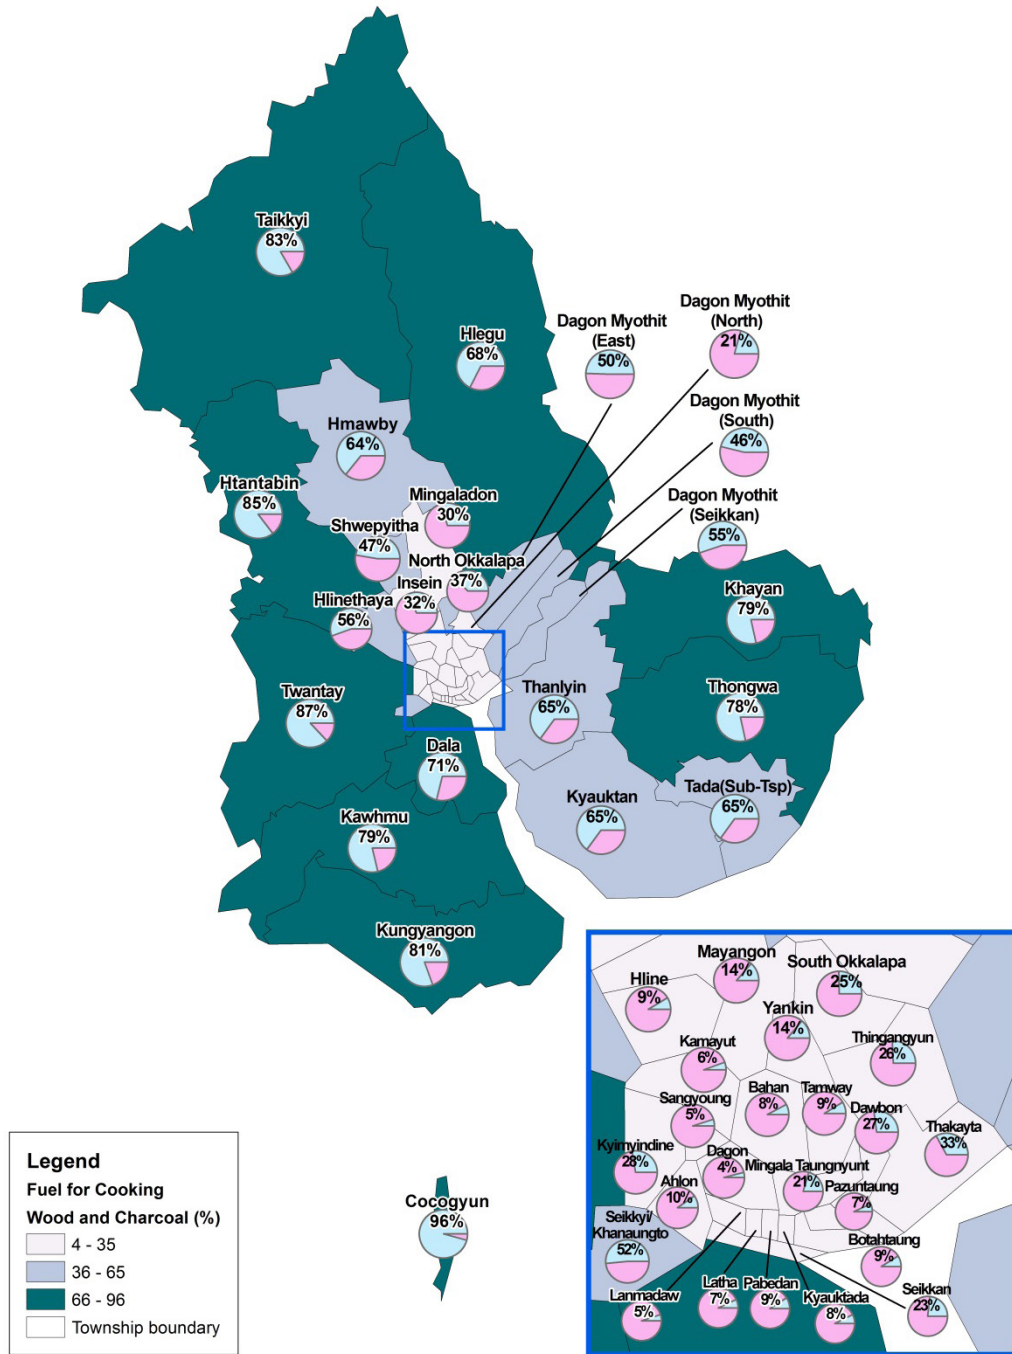 Taikkyi
83%
Hlegu
68%
Dagon Myothit
(East)
50%
Dagon Myothit
(North)
21%
Dagon Myothit
(South)
46%
Dagon Myothit
(Seikkan)
55%
Hmawby
64%
Htantabin
85%
Mingaladon
30%
Shwepyitha
47%
North Okkalapa
37%
Insein
32%
Hlinethaya
56%
Khayan
79%
Twantay
87%
Thanlyin
65%
Thongwa
78%
Dala
71%
Kyauktan
65%
Tada(Sub-Tsp)
65%
Kawhmu
79%
Kungyangon
81%
Cocogyun
96%
Mayangon
14%
South Okkalapa
25%
Hline
9%
Yankin
14%
Thingangyun
26%
Kamayut
6%
Bahan
8%
Tamway
9%
Sangyoung
5%
Dawbon
27%
Thakayta
33%
Kyimyindine
28%
Dagon
4%
Mingala Taungnyunt
21%
Ahlon
10%
Pazuntaung
7%
Seikkyi/
Khanaungto
52%
Botahtaung
9%
Lanmadaw
5%
Latha
7%
Pabedan
9%
Kyauktada
8%
Seikkan
23%
Legend
Fuel for Cooking
Wood and Charcoal (%)
4 - 35
36 - 65
66 - 96
Township boundary